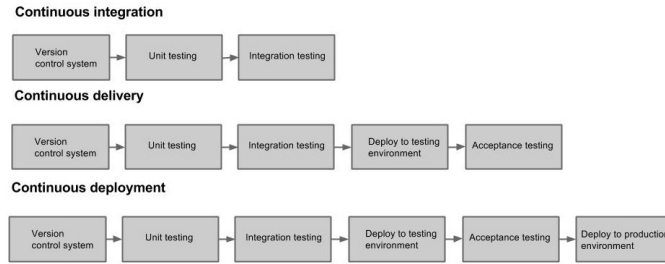 Continuous integration
Version
control system
Unit testing
Integration testing
Continuous delivery
Version
control system
Unit testing
Integration testing
Deploy to testing
environment
Acceptance testing
Continuous deployment
Version
control system
Unit testing
Integration testing
Deploy to testing
environment
Acceptance testing
Deploy to production
environment